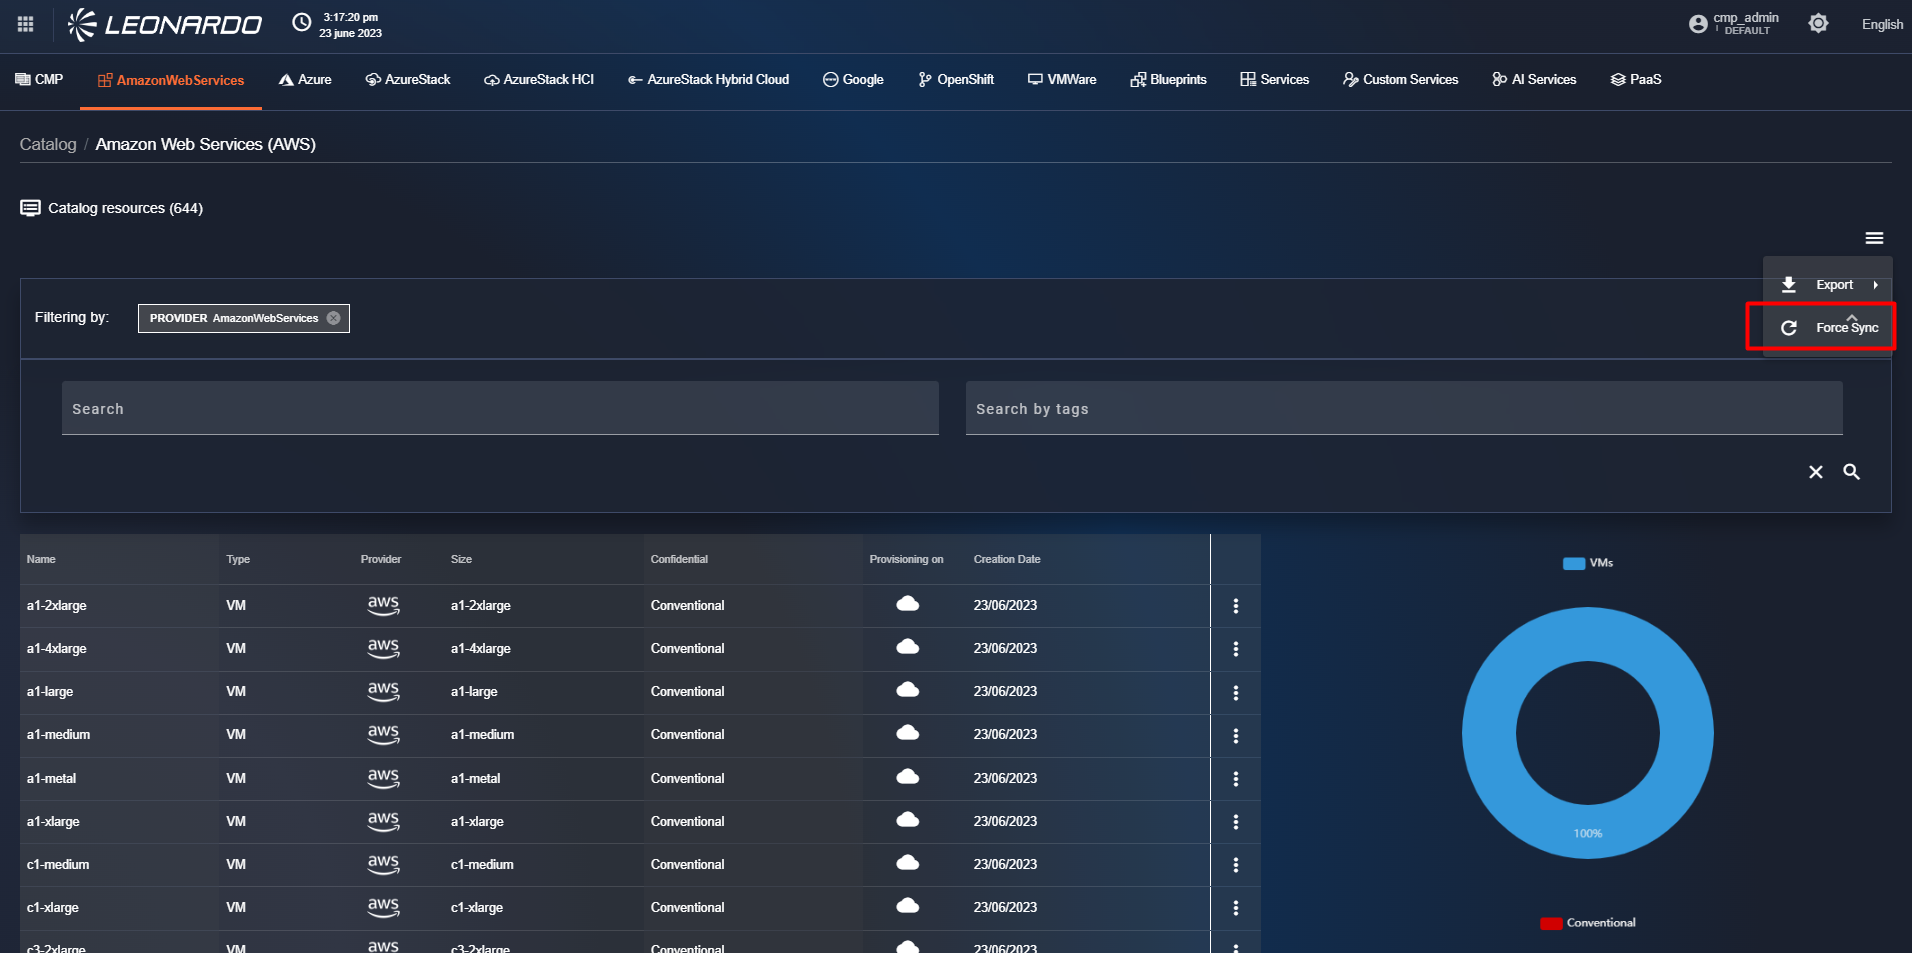 LEONARDO
3:17:20 pm
23 june 2023
cmp_admin
DEFAULT
English
CMP
AmazonWebServices
Azure
AzureStack
AzureStack HCI
AzureStack Hybrid Cloud
Google
OpenShift
VMWare
Blueprints
Services
Custom Services
AI Services
PaaS
Catalog / Amazon Web Services (AWS)
Catalog resources (644)
Export
Force Sync
Filtering by:
PROVIDER AmazonWebServices
Search
Search by tags
Name Type Provider Size Confidential Provisioning on Creation Date
a1-2xlarge VM aws a1-2xlarge Conventional 23/06/2023
a1-4xlarge VM aws a1-4xlarge Conventional 23/06/2023
a1-large VM aws a1-large Conventional 23/06/2023
a1-medium VM aws a1-medium Conventional 23/06/2023
a1-metal VM aws a1-metal Conventional 23/06/2023
a1-xlarge VM aws a1-xlarge Conventional 23/06/2023
c1-medium VM aws c1-medium Conventional 23/06/2023
c1-xlarge VM aws c1-xlarge Conventional 23/06/2023
c3-2xlarge VM aws c3-2xlarge Conventional 23/06/2023
VMs
100%
Conventional